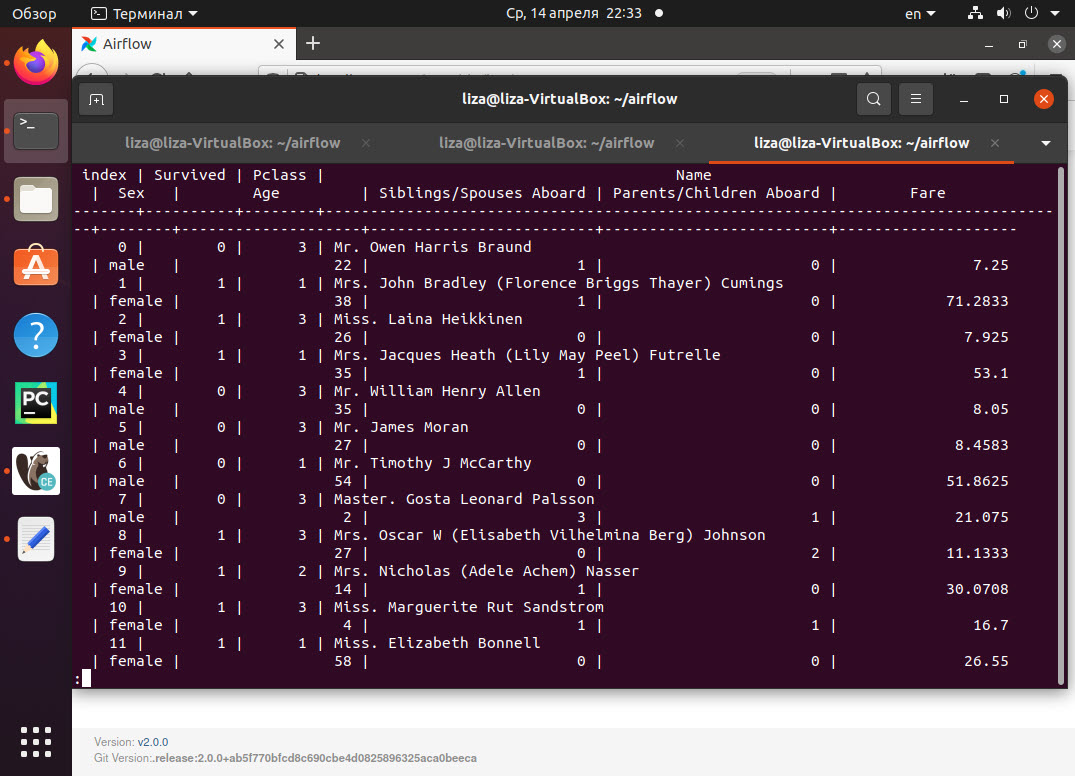 Обзор Терминал Ср, 14 апреля 22:33 en
Airflow
liza@liza-VirtualBox: ~/airflow
liza@liza-VirtualBox: ~/airflow liza@liza-VirtualBox: ~/airflow liza@liza-VirtualBox: ~/airflow
index | Survived | Pclass | Name
| Sex | Age | Siblings/Spouses Aboard | Parents/Children Aboard | Fare
-------+----------+--------+-----------------------------------------------------------------------------------
--+--------+---------------------+-------------------------+-------------------------+--------------------
0 | 0 | 3 | Mr. Owen Harris Braund
| male | 22 | 1 | 0 | 7.25
1 | 1 | 1 | Mrs. John Bradley (Florence Briggs Thayer) Cumings
| female | 38 | 1 | 0 | 71.2833
2 | 1 | 3 | Miss. Laina Heikkinen
| female | 26 | 0 | 0 | 7.925
3 | 1 | 1 | Mrs. Jacques Heath (Lily May Peel) Futrelle
| female | 35 | 1 | 0 | 53.1
4 | 0 | 3 | Mr. William Henry Allen
| male | 35 | 0 | 0 | 8.05
5 | 0 | 3 | Mr. James Moran
| male | 27 | 0 | 0 | 8.4583
6 | 0 | 1 | Mr. Timothy J McCarthy
| male | 54 | 0 | 0 | 51.8625
7 | 0 | 3 | Master. Gosta Leonard Palsson
| male | 2 | 3 | 1 | 21.075
8 | 1 | 3 | Mrs. Oscar W (Elisabeth Vilhelmina Berg) Johnson
| female | 27 | 0 | 2 | 11.1333
9 | 1 | 2 | Mrs. Nicholas (Adele Achem) Nasser
| female | 14 | 1 | 0 | 30.0708
10 | 1 | 3 | Miss. Marguerite Rut Sandstrom
| female | 4 | 1 | 1 | 16.7
11 | 1 | 1 | Miss. Elizabeth Bonnell
| female | 58 | 0 | 0 | 26.55
:
>_
?
PC
CE
Version: v2.0.0
Git Version:.release:2.0.0+ab5f770bfcd8c690cbe4d0825896325aca0beeca